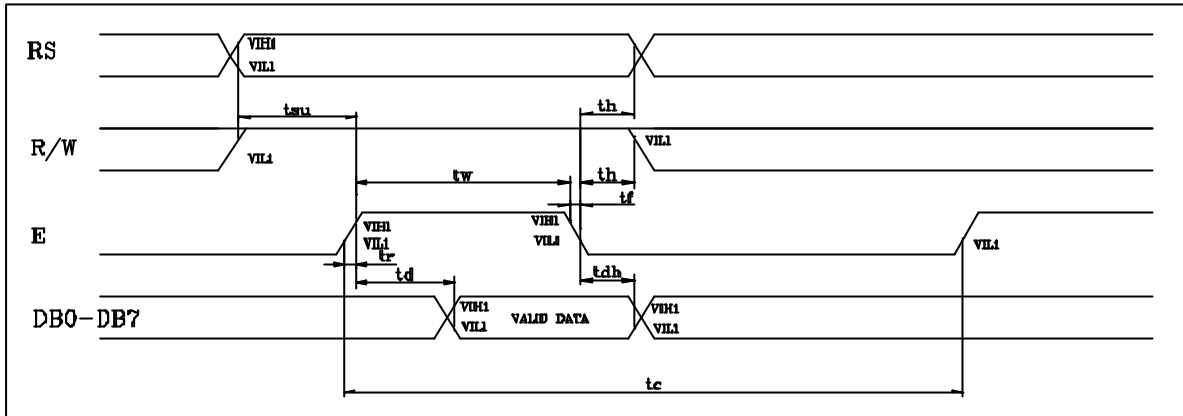 RS
VIH1
VIL1
tsu
th
R/W
VIL1
VIL1
tw
th
tf
E
VIH1
VIL1
VIH1
VIL1
VIL1
tr
td
tdh
DB0-DB7
VIH1
VIL1
VALID DATA
VIH1
VIL1
tc